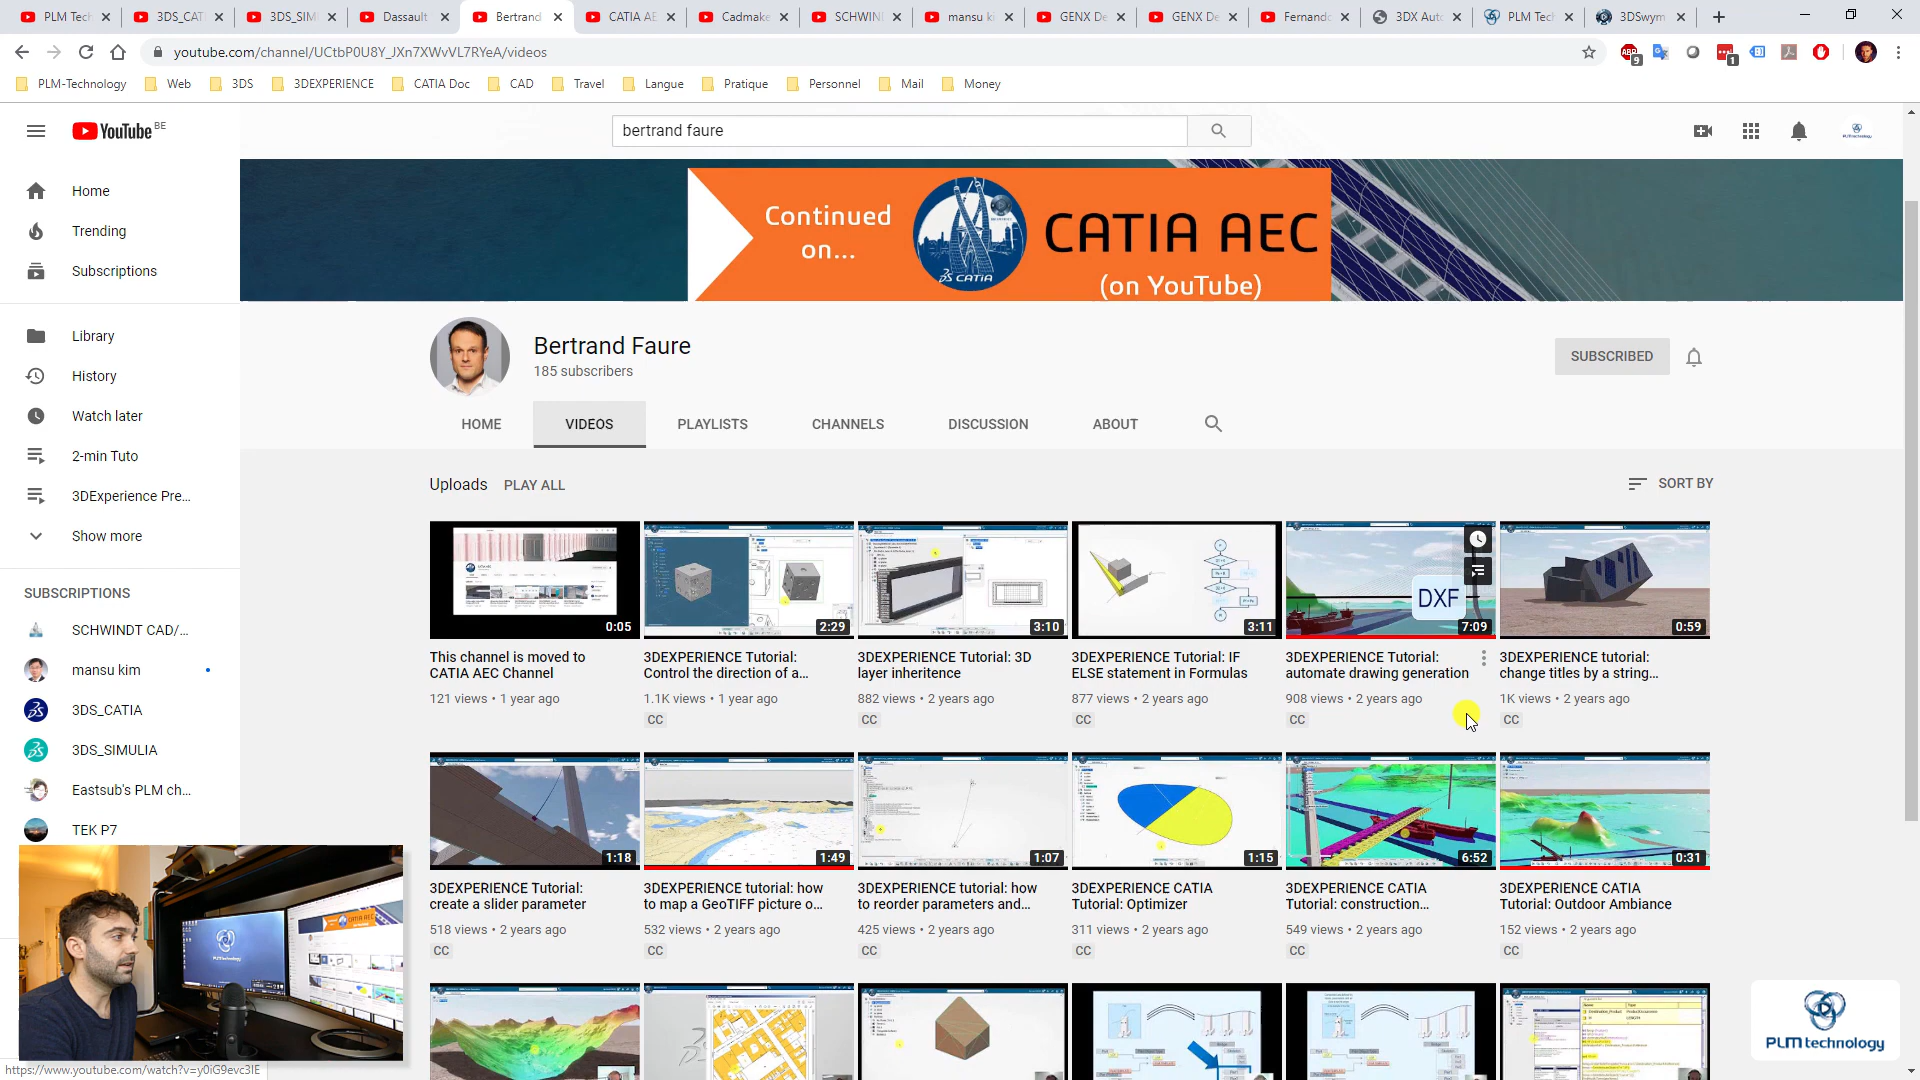 PLM Tech
3DS_CAT
3DS_SIM
Dassault
Bertrand
CATIA AE
Cadmake
SCHWIN
mansu ki
GENX De
GENX De
Fernando
3DX Auto
PLM Tech
3DSwym
youtube.com/channel/UCtbP0U8Y_JXn7XWvVL7RYeA/videos
ABP
9
1
PLM-Technology
Web
3DS
3DEXPERIENCE
CATIA Doc
CAD
Travel
Langue
Pratique
Personnel
Mail
Money
YouTube BE
bertrand faure
Home
Trending
Subscriptions
Library
History
Watch later
2-min Tuto
3DExperience Pre...
Show more
SUBSCRIPTIONS
SCHWINDT CAD/...
mansu kim
3DS_CATIA
3DS_SIMULIA
Eastsub's PLM ch...
TEK P7
Continued
on...
CATIA
CATIA AEC
(on YouTube)
Bertrand Faure
185 subscribers
SUBSCRIBED
HOME
VIDEOS
PLAYLISTS
CHANNELS
DISCUSSION
ABOUT
Uploads
PLAY ALL
SORT BY
0:05
2:29
3:10
3:11
DXF
7:09
0:59
This channel is moved to
CATIA AEC Channel
121 views • 1 year ago
3DEXPERIENCE Tutorial:
Control the direction of a...
1.1K views • 1 year ago
CC
3DEXPERIENCE Tutorial: 3D
layer inheritence
882 views • 2 years ago
CC
3DEXPERIENCE Tutorial: IF
ELSE statement in Formulas
877 views • 2 years ago
CC
3DEXPERIENCE Tutorial:
automate drawing generation
908 views • 2 years ago
CC
3DEXPERIENCE tutorial:
change titles by a string...
1K views • 2 years ago
CC
1:18
1:49
1:07
1:15
6:52
0:31
3DEXPERIENCE Tutorial:
create a slider parameter
518 views • 2 years ago
CC
3DEXPERIENCE tutorial: how
to map a GeoTIFF picture o...
532 views • 2 years ago
CC
3DEXPERIENCE tutorial: how
to reorder parameters and...
425 views • 2 years ago
CC
3DEXPERIENCE CATIA
Tutorial: Optimizer
311 views • 2 years ago
CC
3DEXPERIENCE CATIA
Tutorial: construction...
549 views • 2 years ago
CC
3DEXPERIENCE CATIA
Tutorial: Outdoor Ambiance
152 views • 2 years ago
CC
PLMtechnology
https://www.youtube.com/watch?v=y0iG9evc3IE
PLMtechnology